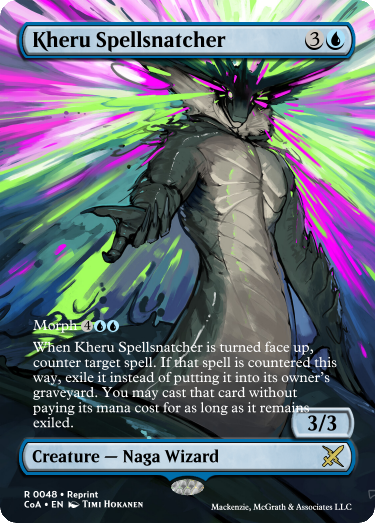 Kheru Spellsnatcher 3
Morph 4
When Kheru Spellsnatcher is turned face up,
counter target spell. If that spell is countered this
way, exile it instead of putting it into its owner's
graveyard. You may cast that card without
paying its mana cost for as long as it remains
exiled.
3/3
Creature — Naga Wizard
R 0048 • Reprint
CoA • EN Timi Hokanen
Mackenzie, McGrath & Associates LLC